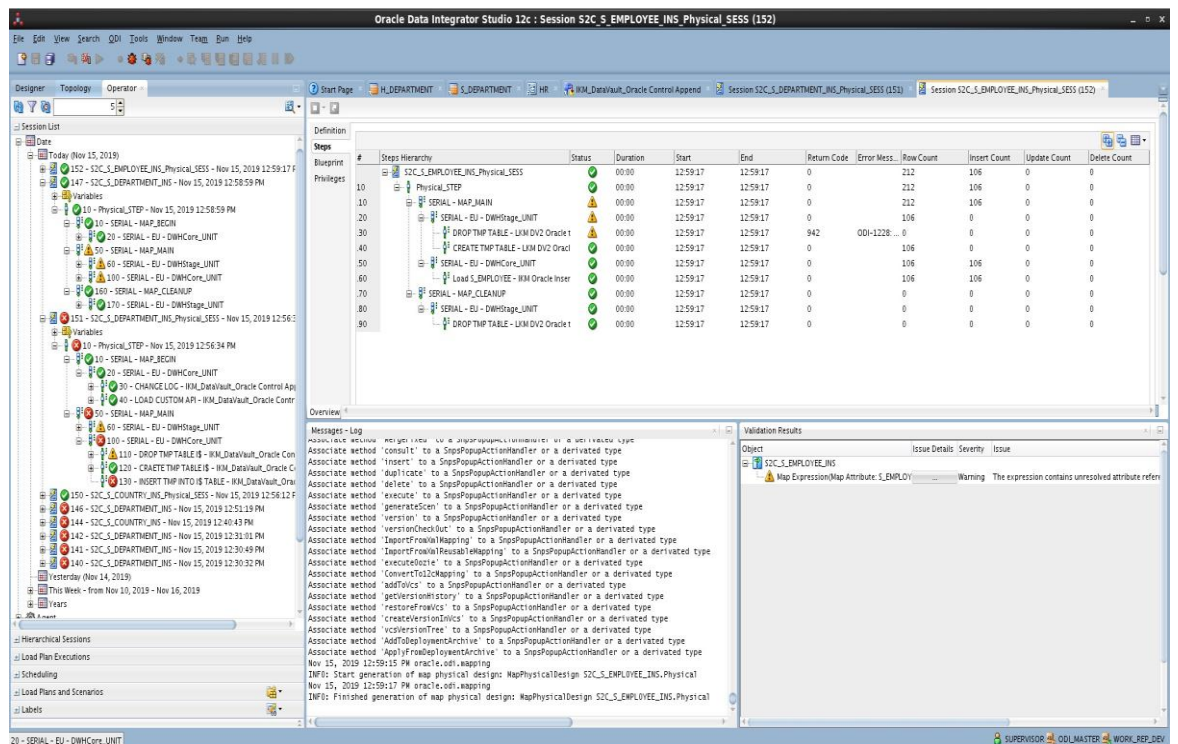 Oracle Data Integrator Studio 12c : Session S2C_S_EMPLOYEE_INS_Physical_SESS (152)
File Edit View Search ODI Tools Window Team Run Help
Designer Topology Operator
5
Session List
Date
Today (Nov 15, 2019)
152 - S2C_S_EMPLOYEE_INS_Physical_SESS - Nov 15, 2019 12:59:17 P
147 - S2C_S_DEPARTMENT_INS - Nov 15, 2019 12:58:59 PM
Variables
10 - Physical_STEP - Nov 15, 2019 12:58:59 PM
10 - SERIAL - MAP_BEGIN
20 - SERIAL - EU - DWHCore_UNIT
50 - SERIAL - MAP_MAIN
60 - SERIAL - EU - DWHStage_UNIT
100 - SERIAL - EU - DWHCore_UNIT
160 - SERIAL - MAP_CLEANUP
170 - SERIAL - EU - DWHStage_UNIT
151 - S2C_S_DEPARTMENT_INS_Physical_SESS - Nov 15, 2019 12:56:3
Variables
10 - Physical_STEP - Nov 15, 2019 12:56:34 PM
10 - SERIAL - MAP_BEGIN
20 - SERIAL - EU - DWHCore_UNIT
30 - CHANGE LOG - IKM_DataVault_Oracle Control App
40 - LOAD CUSTOM API - IKM_DataVault_Oracle Contr
50 - SERIAL - MAP_MAIN
60 - SERIAL - EU - DWHStage_UNIT
100 - SERIAL - EU - DWHCore_UNIT
110 - DROP TMP TABLE I$ - IKM_DataVault_Oracle Con
120 - CRAETE TMP TABLE I$ - IKM_DataVault_Oracle C
130 - INSERT TMP INTO I$ TABLE - IKM_DataVault_Orac
150 - S2C_S_COUNTRY_INS_Physical_SESS - Nov 15, 2019 12:56:12 P
146 - S2C_S_DEPARTMENT_INS - Nov 15, 2019 12:51:19 PM
144 - S2C_S_COUNTRY_INS - Nov 15, 2019 12:40:43 PM
142 - S2C_S_DEPARTMENT_INS - Nov 15, 2019 12:31:01 PM
141 - S2C_S_DEPARTMENT_INS - Nov 15, 2019 12:30:49 PM
140 - S2C_S_DEPARTMENT_INS - Nov 15, 2019 12:30:32 PM
Yesterday (Nov 14, 2019)
This Week - from Nov 10, 2019 - Nov 16, 2019
Years
Agent
Hierarchical Sessions
Load Plan Executions
Scheduling
Load Plans and Scenarios
Labels
20 - SERIAL - EU - DWHCore_UNIT
Start Page H_DEPARTMENT S_DEPARTMENT HR IKM_DataVault_Oracle Control Append Session S2C_S_DEPARTMENT_INS_Physical_SESS (151) Session S2C_S_EMPLOYEE_INS_Physical_SESS (152)
Definition
Steps
Blueprint
Privileges
# Steps Hierarchy Status Duration Start End Return Code Error Mess... Row Count Insert Count Update Count Delete Count
S2C_S_EMPLOYEE_INS_Physical_SESS 00:00 12:59:17 12:59:17 0 212 106 0 0
10 Physical_STEP 00:00 12:59:17 12:59:17 0 212 106 0 0
.10 SERIAL - MAP_MAIN 00:00 12:59:17 12:59:17 0 212 106 0 0
.20 SERIAL - EU - DWHStage_UNIT 00:00 12:59:17 12:59:17 0 106 0 0 0
.30 DROP TMP TABLE - LKM DV2 Oracle t 00:00 12:59:17 12:59:17 942 ODI-1228: ... 0 0 0 0
.40 CREATE TMP TABLE - LKM DV2 Oracl 00:00 12:59:17 12:59:17 0 106 0 0 0
.50 SERIAL - EU - DWHCore_UNIT 00:00 12:59:17 12:59:17 0 106 106 0 0
.60 Load S_EMPLOYEE - IKM Oracle Inser 00:00 12:59:17 12:59:17 0 106 106 0 0
.70 SERIAL - MAP_CLEANUP 00:00 12:59:17 12:59:17 0 0 0 0 0
.80 SERIAL - EU - DWHStage_UNIT 00:00 12:59:17 12:59:17 0 0 0 0 0
.90 DROP TMP TABLE - LKM DV2 Oracle t 00:00 12:59:17 12:59:17 0 0 0 0 0
Overview
Messages - Log
Associate method 'mergeFixed' to a SnpsPopupActionHandler or a derivated type
Associate method 'consult' to a SnpsPopupActionHandler or a derivated type
Associate method 'insert' to a SnpsPopupActionHandler or a derivated type
Associate method 'duplicate' to a SnpsPopupActionHandler or a derivated type
Associate method 'delete' to a SnpsPopupActionHandler or a derivated type
Associate method 'execute' to a SnpsPopupActionHandler or a derivated type
Associate method 'generateScen' to a SnpsPopupActionHandler or a derivated type
Associate method 'version' to a SnpsPopupActionHandler or a derivated type
Associate method 'versionCheckOut' to a SnpsPopupActionHandler or a derivated type
Associate method 'ImportFromXmlMapping' to a SnpsPopupActionHandler or a derivated type
Associate method 'ImportFromXmlReusableMapping' to a SnpsPopupActionHandler or a derivated type
Associate method 'executeOozie' to a SnpsPopupActionHandler or a derivated type
Associate method 'ConvertTo12cMapping' to a SnpsPopupActionHandler or a derivated type
Associate method 'addToVcs' to a SnpsPopupActionHandler or a derivated type
Associate method 'getVersionHistory' to a SnpsPopupActionHandler or a derivated type
Associate method 'restoreFromVcs' to a SnpsPopupActionHandler or a derivated type
Associate method 'createVersionInVcs' to a SnpsPopupActionHandler or a derivated type
Associate method 'vcsVersionTree' to a SnpsPopupActionHandler or a derivated type
Associate method 'AddToDeploymentArchive' to a SnpsPopupActionHandler or a derivated type
Associate method 'ApplyFromDeploymentArchive' to a SnpsPopupActionHandler or a derivated type
Nov 15, 2019 12:59:15 PM oracle.odi.mapping
INFO: Start generation of map physical design: MapPhysicalDesign S2C_S_EMPLOYEE_INS.Physical
Nov 15, 2019 12:59:17 PM oracle.odi.mapping
INFO: Finished generation of map physical design: MapPhysicalDesign S2C_S_EMPLOYEE_INS.Physical
Validation Results
Object Issue Details Severity Issue
S2C_S_EMPLOYEE_INS
Map Expression(Map Attribute: S_EMPLOY ... Warning The expression contains unresolved attribute refere
SUPERVISOR ODI_MASTER WORK_REP_DEV